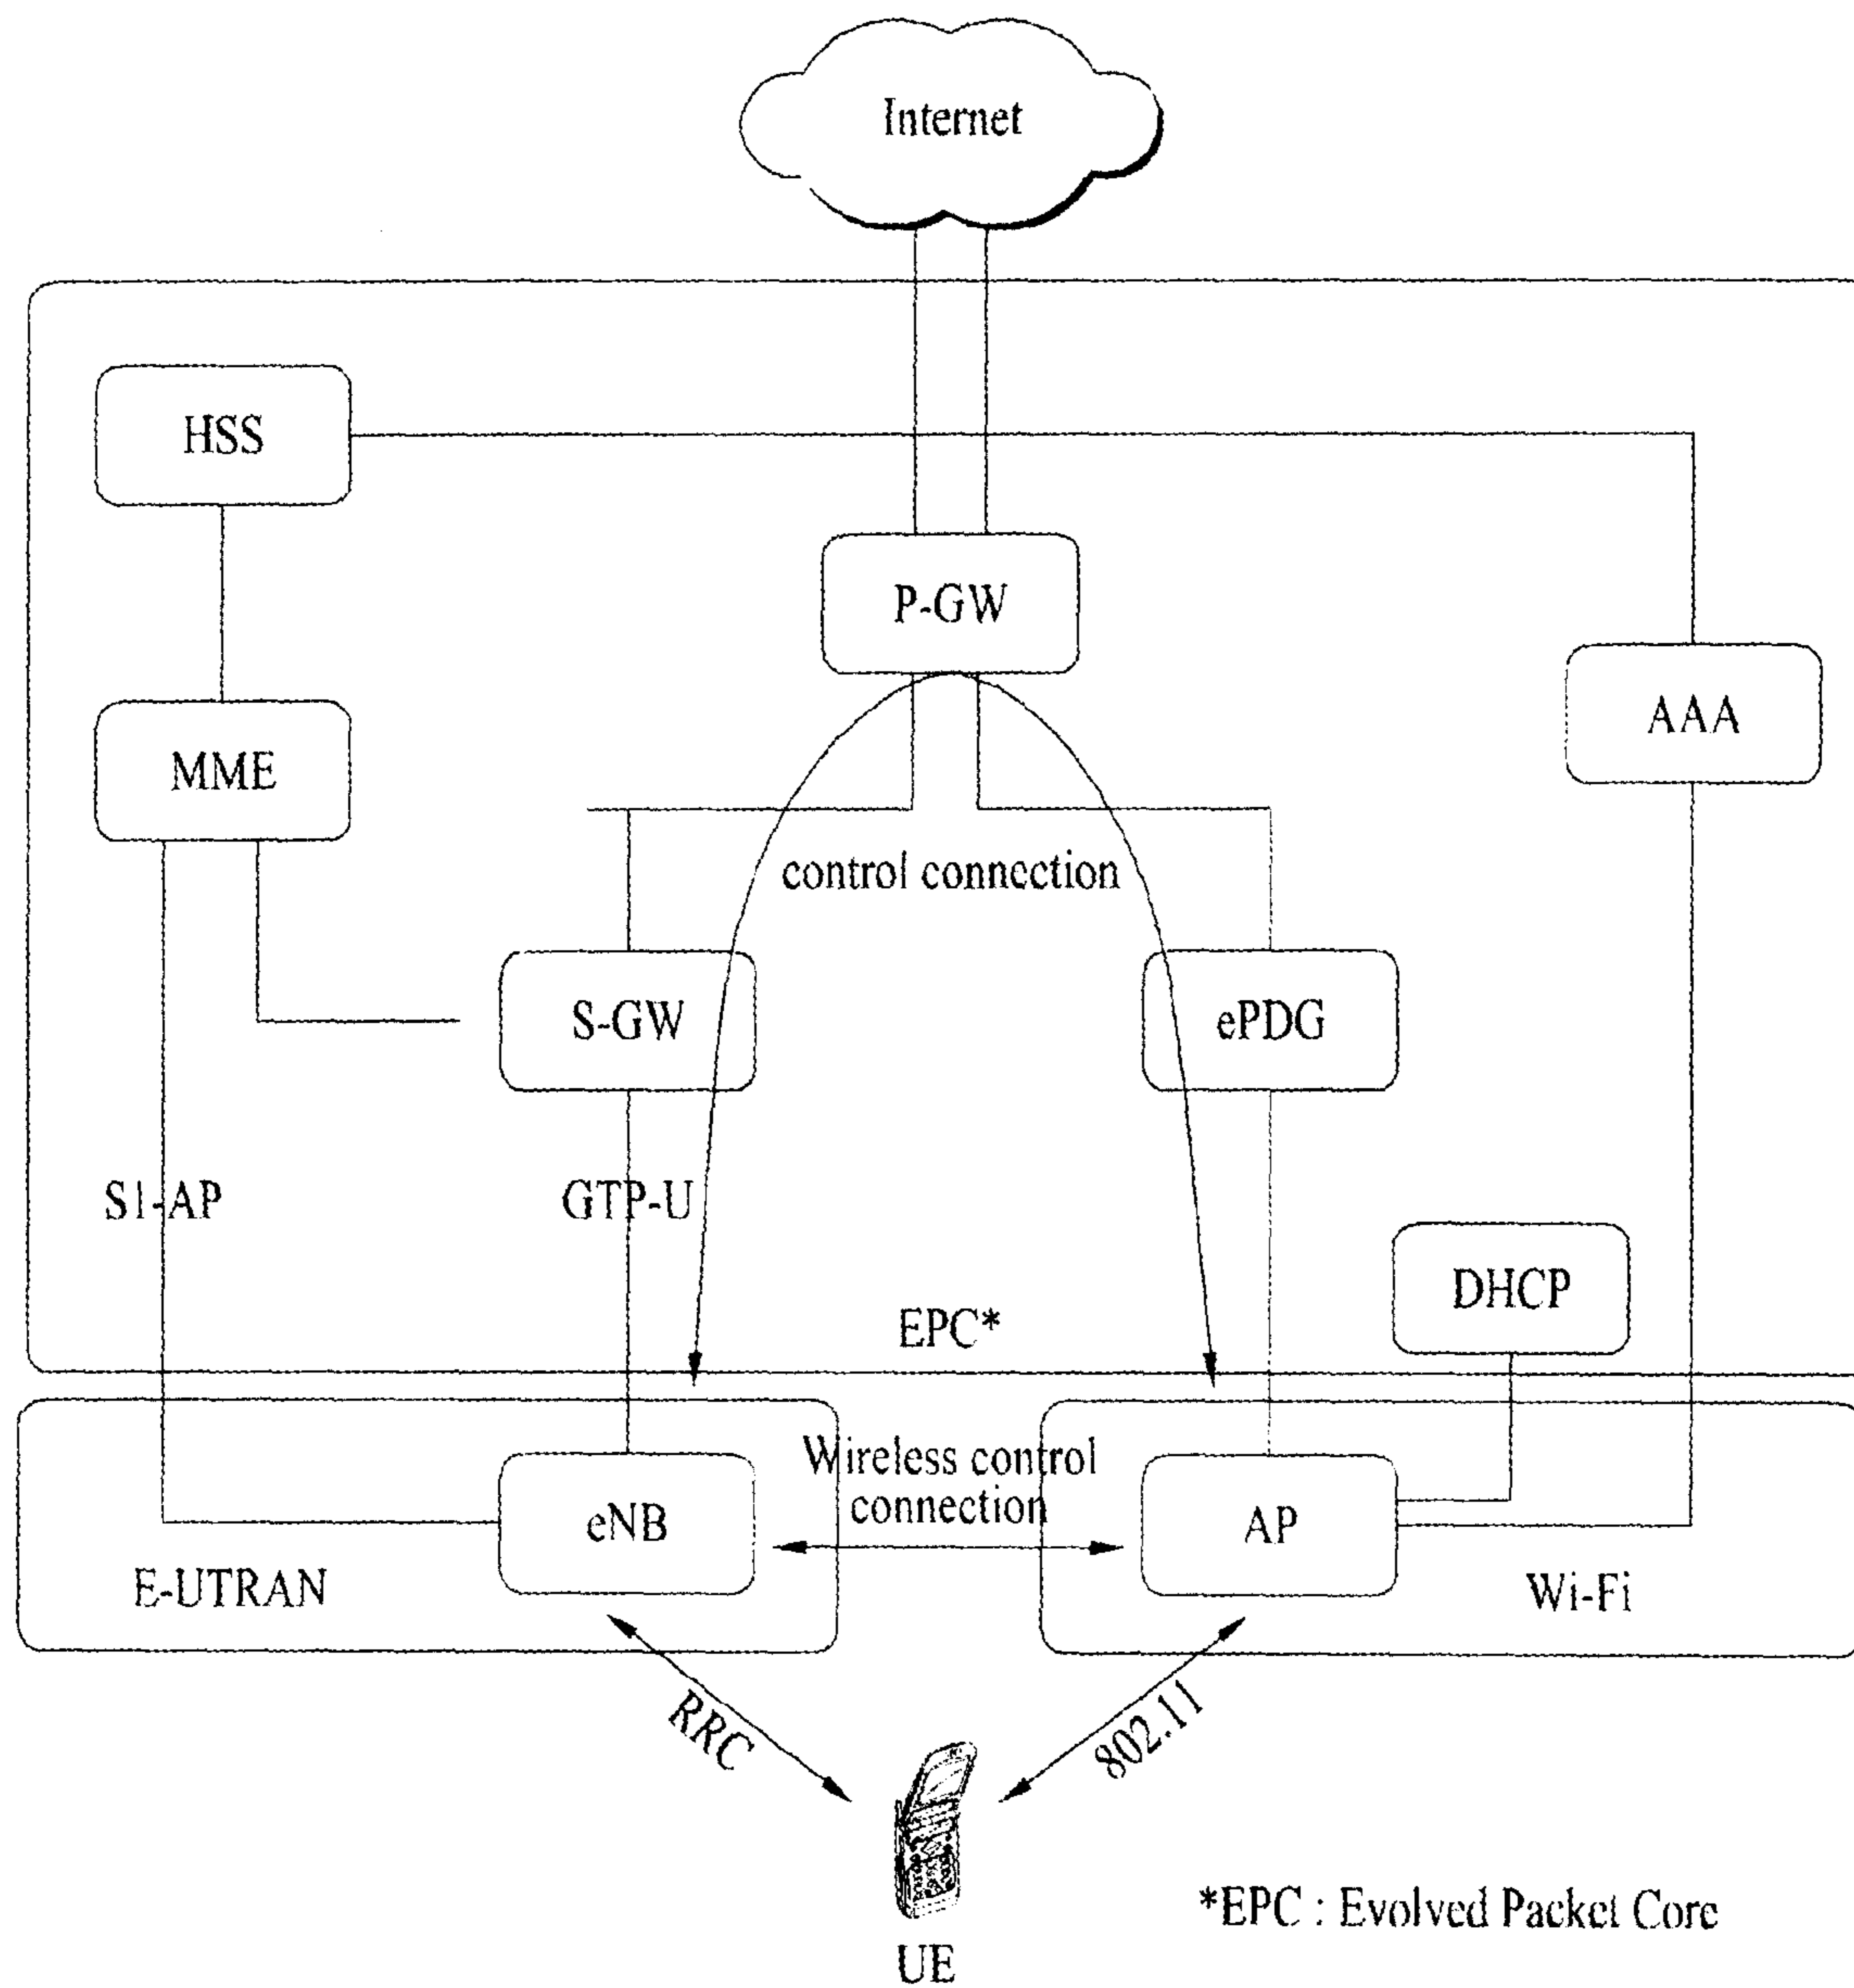 Internet
HSS
P-GW
AAA
MME
control connection
S-GW
ePDG
S1-AP
GTP-U
DHCP
EPC*
Wireless control
connection
eNB
AP
E-UTRAN
Wi-Fi
RRC
802.11
*EPC : Evolved Packet Core
UE